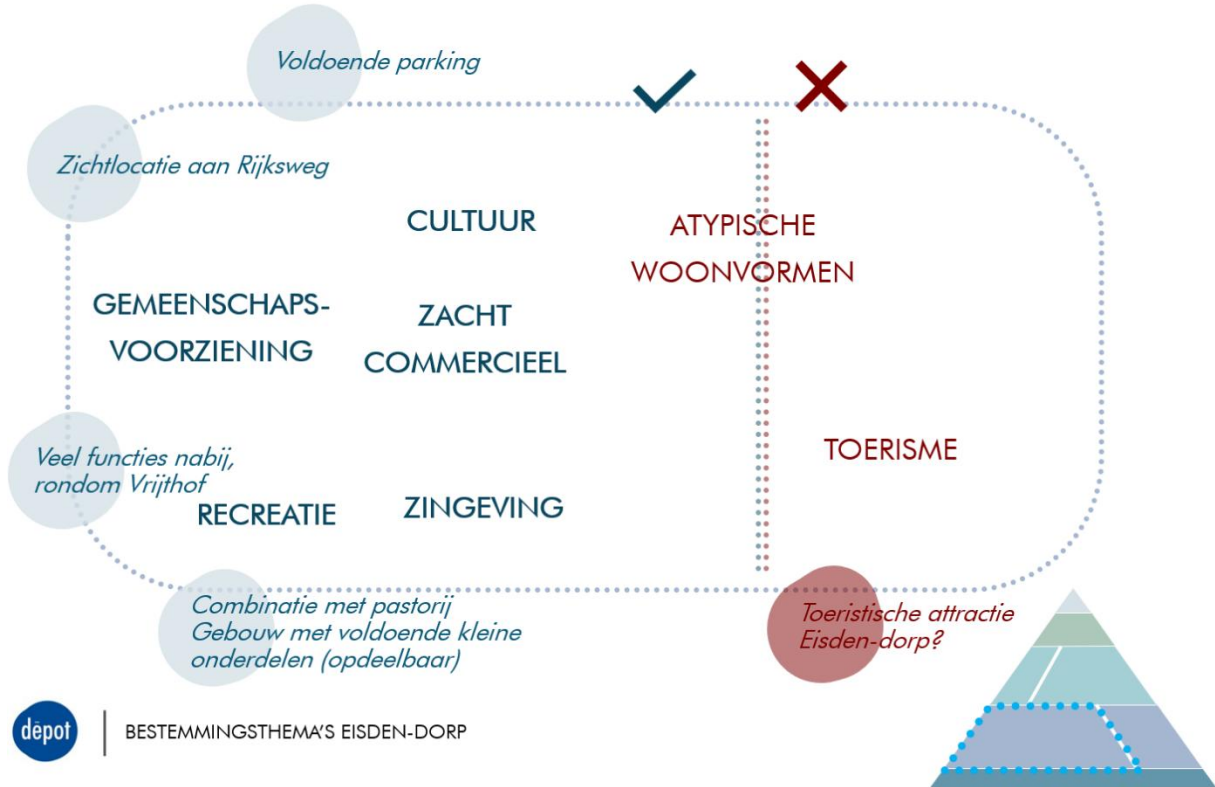 Voldoende parking
Zichtlocatie aan Rijksweg
CULTUUR
ATYPISCHE
WOONVORMEN
GEMEENSCHAPS-
VOORZIENING
ZACHT
COMMERCIEEL
TOERISME
Veel functies nabij,
rondom Vrijthof
RECREATIE
ZINGEVING
Combinatie met pastorij
Gebouw met voldoende kleine
onderdelen (opdeelbaar)
Toeristische attractie
Eisden-dorp?
dēpot
BESTEMMINGSTHEMA'S EISDEN-DORP